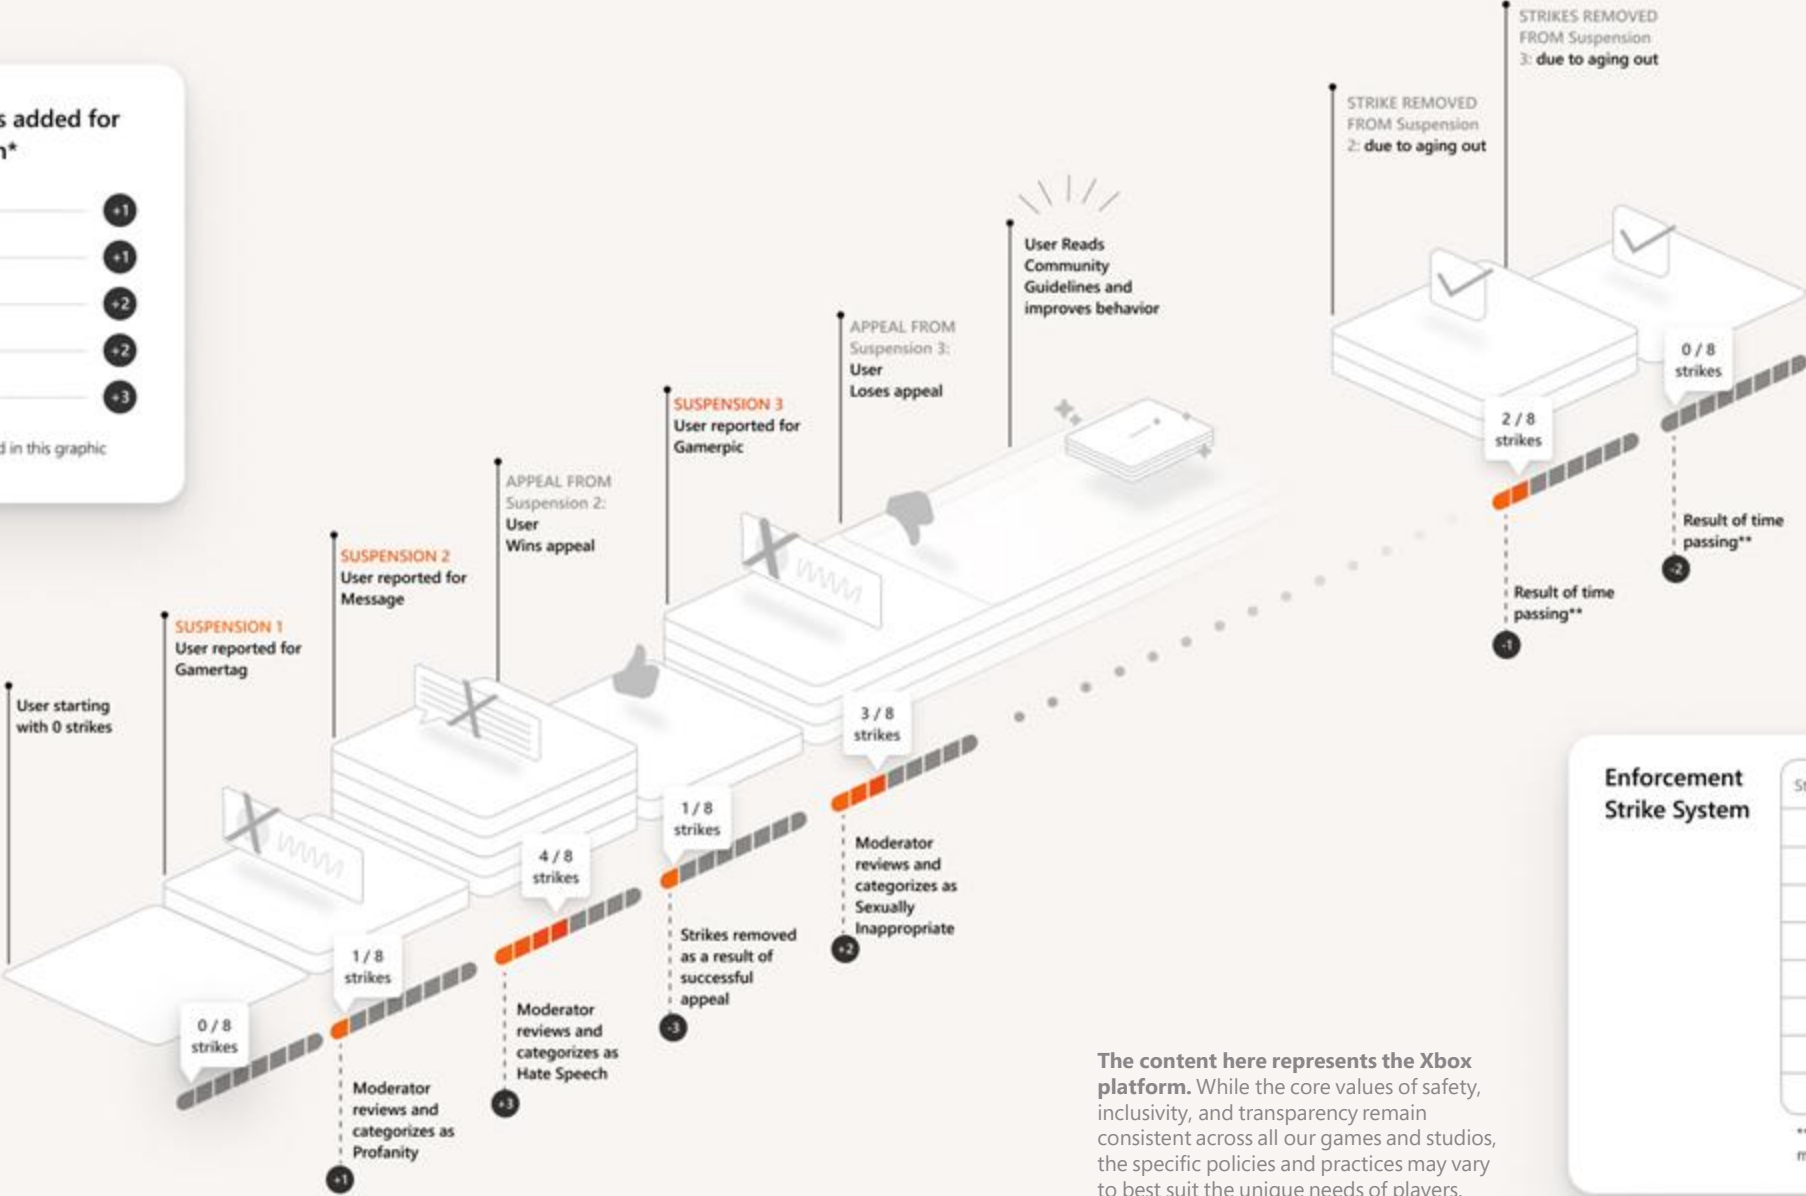 s added for
n*
+1
+1
+2
+2
+3
d in this graphic
User starting
with 0 strikes
0 / 8
strikes
SUSPENSION 1
User reported for
Gamertag
1 / 8
strikes
Moderator
reviews and
categorizes as
Profanity
+1
SUSPENSION 2
User reported for
Message
4 / 8
strikes
Moderator
reviews and
categorizes as
Hate Speech
+3
APPEAL FROM
Suspension 2:
User
Wins appeal
1 / 8
strikes
Strikes removed
as a result of
successful
appeal
-3
SUSPENSION 3
User reported for
Gamerpic
3 / 8
strikes
Moderator
reviews and
categorizes as
Sexually
Inappropriate
+2
APPEAL FROM
Suspension 3:
User
Loses appeal
User Reads
Community
Guidelines and
improves behavior
STRIKE REMOVED
FROM Suspension
2: due to aging out
2 / 8
strikes
Result of time
passing**
-1
STRIKES REMOVED
FROM Suspension
3: due to aging out
0 / 8
strikes
Result of time
passing**
-2
The content here represents the Xbox
platform. While the core values of safety,
inclusivity, and transparency remain
consistent across all our games and studios,
the specific policies and practices may vary
to best suit the unique needs of players.
Enforcement
Strike System
St
**
m